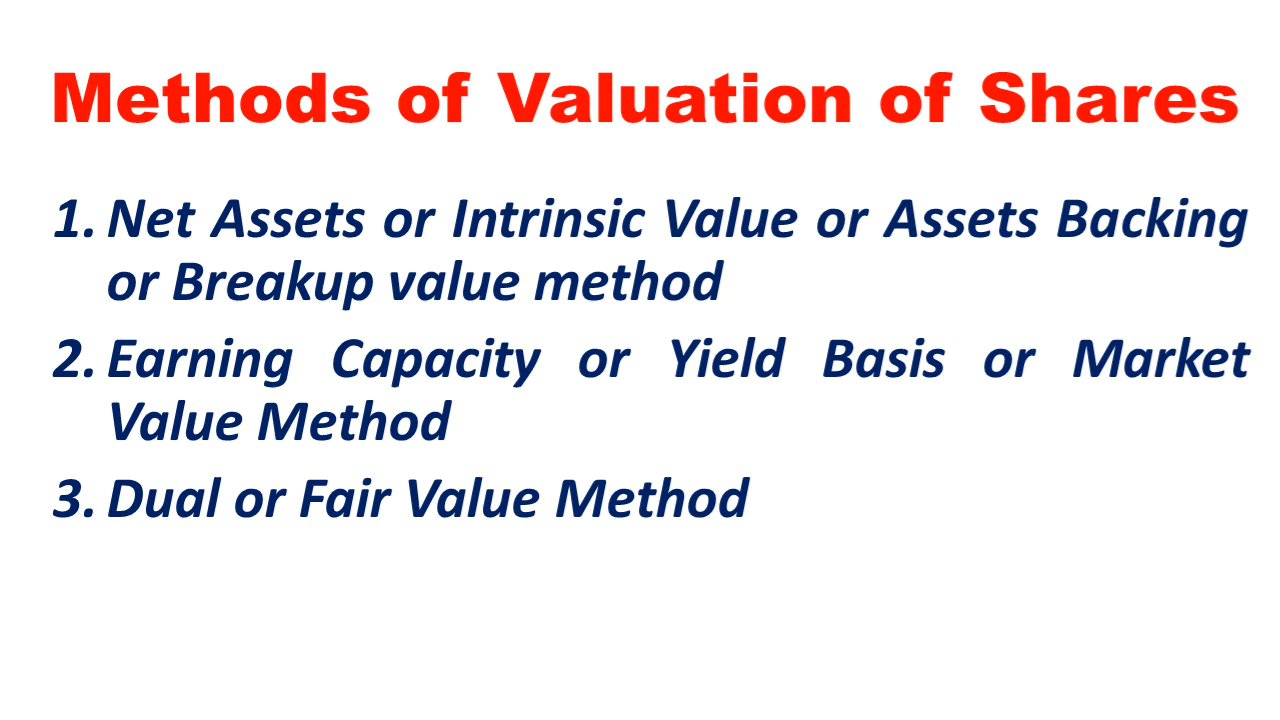 Methods of Valuation of Shares
1. Net Assets or Intrinsic Value or Assets Backing
or Breakup value method
2. Earning Capacity or Yield Basis or Market
Value Method
3. Dual or Fair Value Method